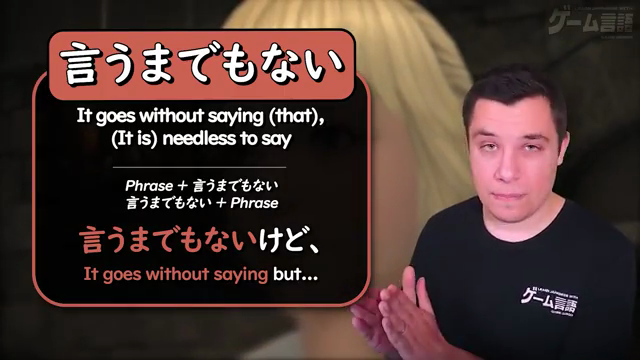 言うまでもない
It goes without saying (that),
(It is) needless to say
Phrase + 言うまでもない
言うまでもない + Phrase
言うまでもないけど、
It goes without saying but...
ゲーム言語
LEARN JAPANESE WITH
ゲーム言語